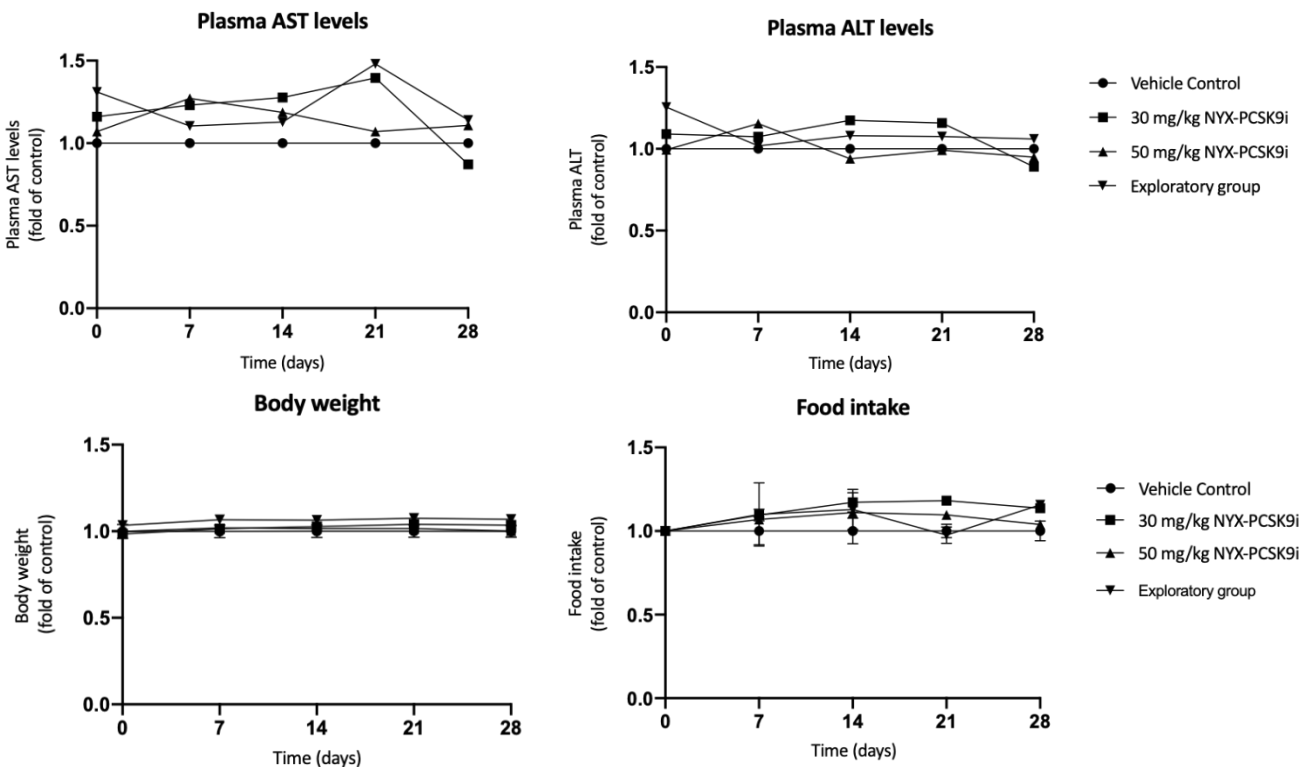 Plasma AST levels
1.5
1.0
0.5
0.0
Plasma AST levels
(fold of control)
0 7 14 21 28
Time (days)
Plasma ALT levels
1.5
1.0
0.5
0.0
Plasma ALT
(fold of control)
0 7 14 21 28
Time (days)
Vehicle Control
30 mg/kg NYX-PCSK9i
50 mg/kg NYX-PCSK9i
Exploratory group
Body weight
1.5
1.0
0.5
0.0
Body weight
(fold of control)
0 7 14 21 28
Time (days)
Food intake
1.5
1.0
0.5
0.0
Food intake
(fold of control)
0 7 14 21 28
Time (days)
Vehicle Control
30 mg/kg NYX-PCSK9i
50 mg/kg NYX-PCSK9i
Exploratory group